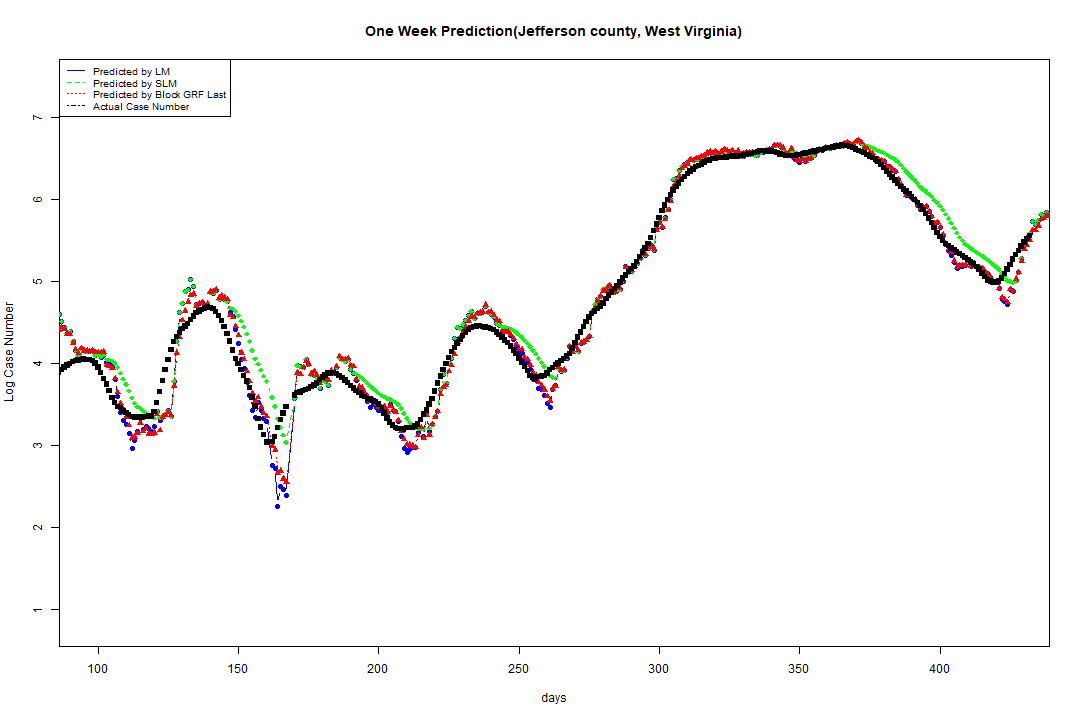 One Week Prediction(Jefferson county, West Virginia)
Predicted by LM
Predicted by SLM
Predicted by Block GRF Last
Actual Case Number
Log Case Number
7
6
5
4
3
2
1
100 150 200 250 300 350 400
days